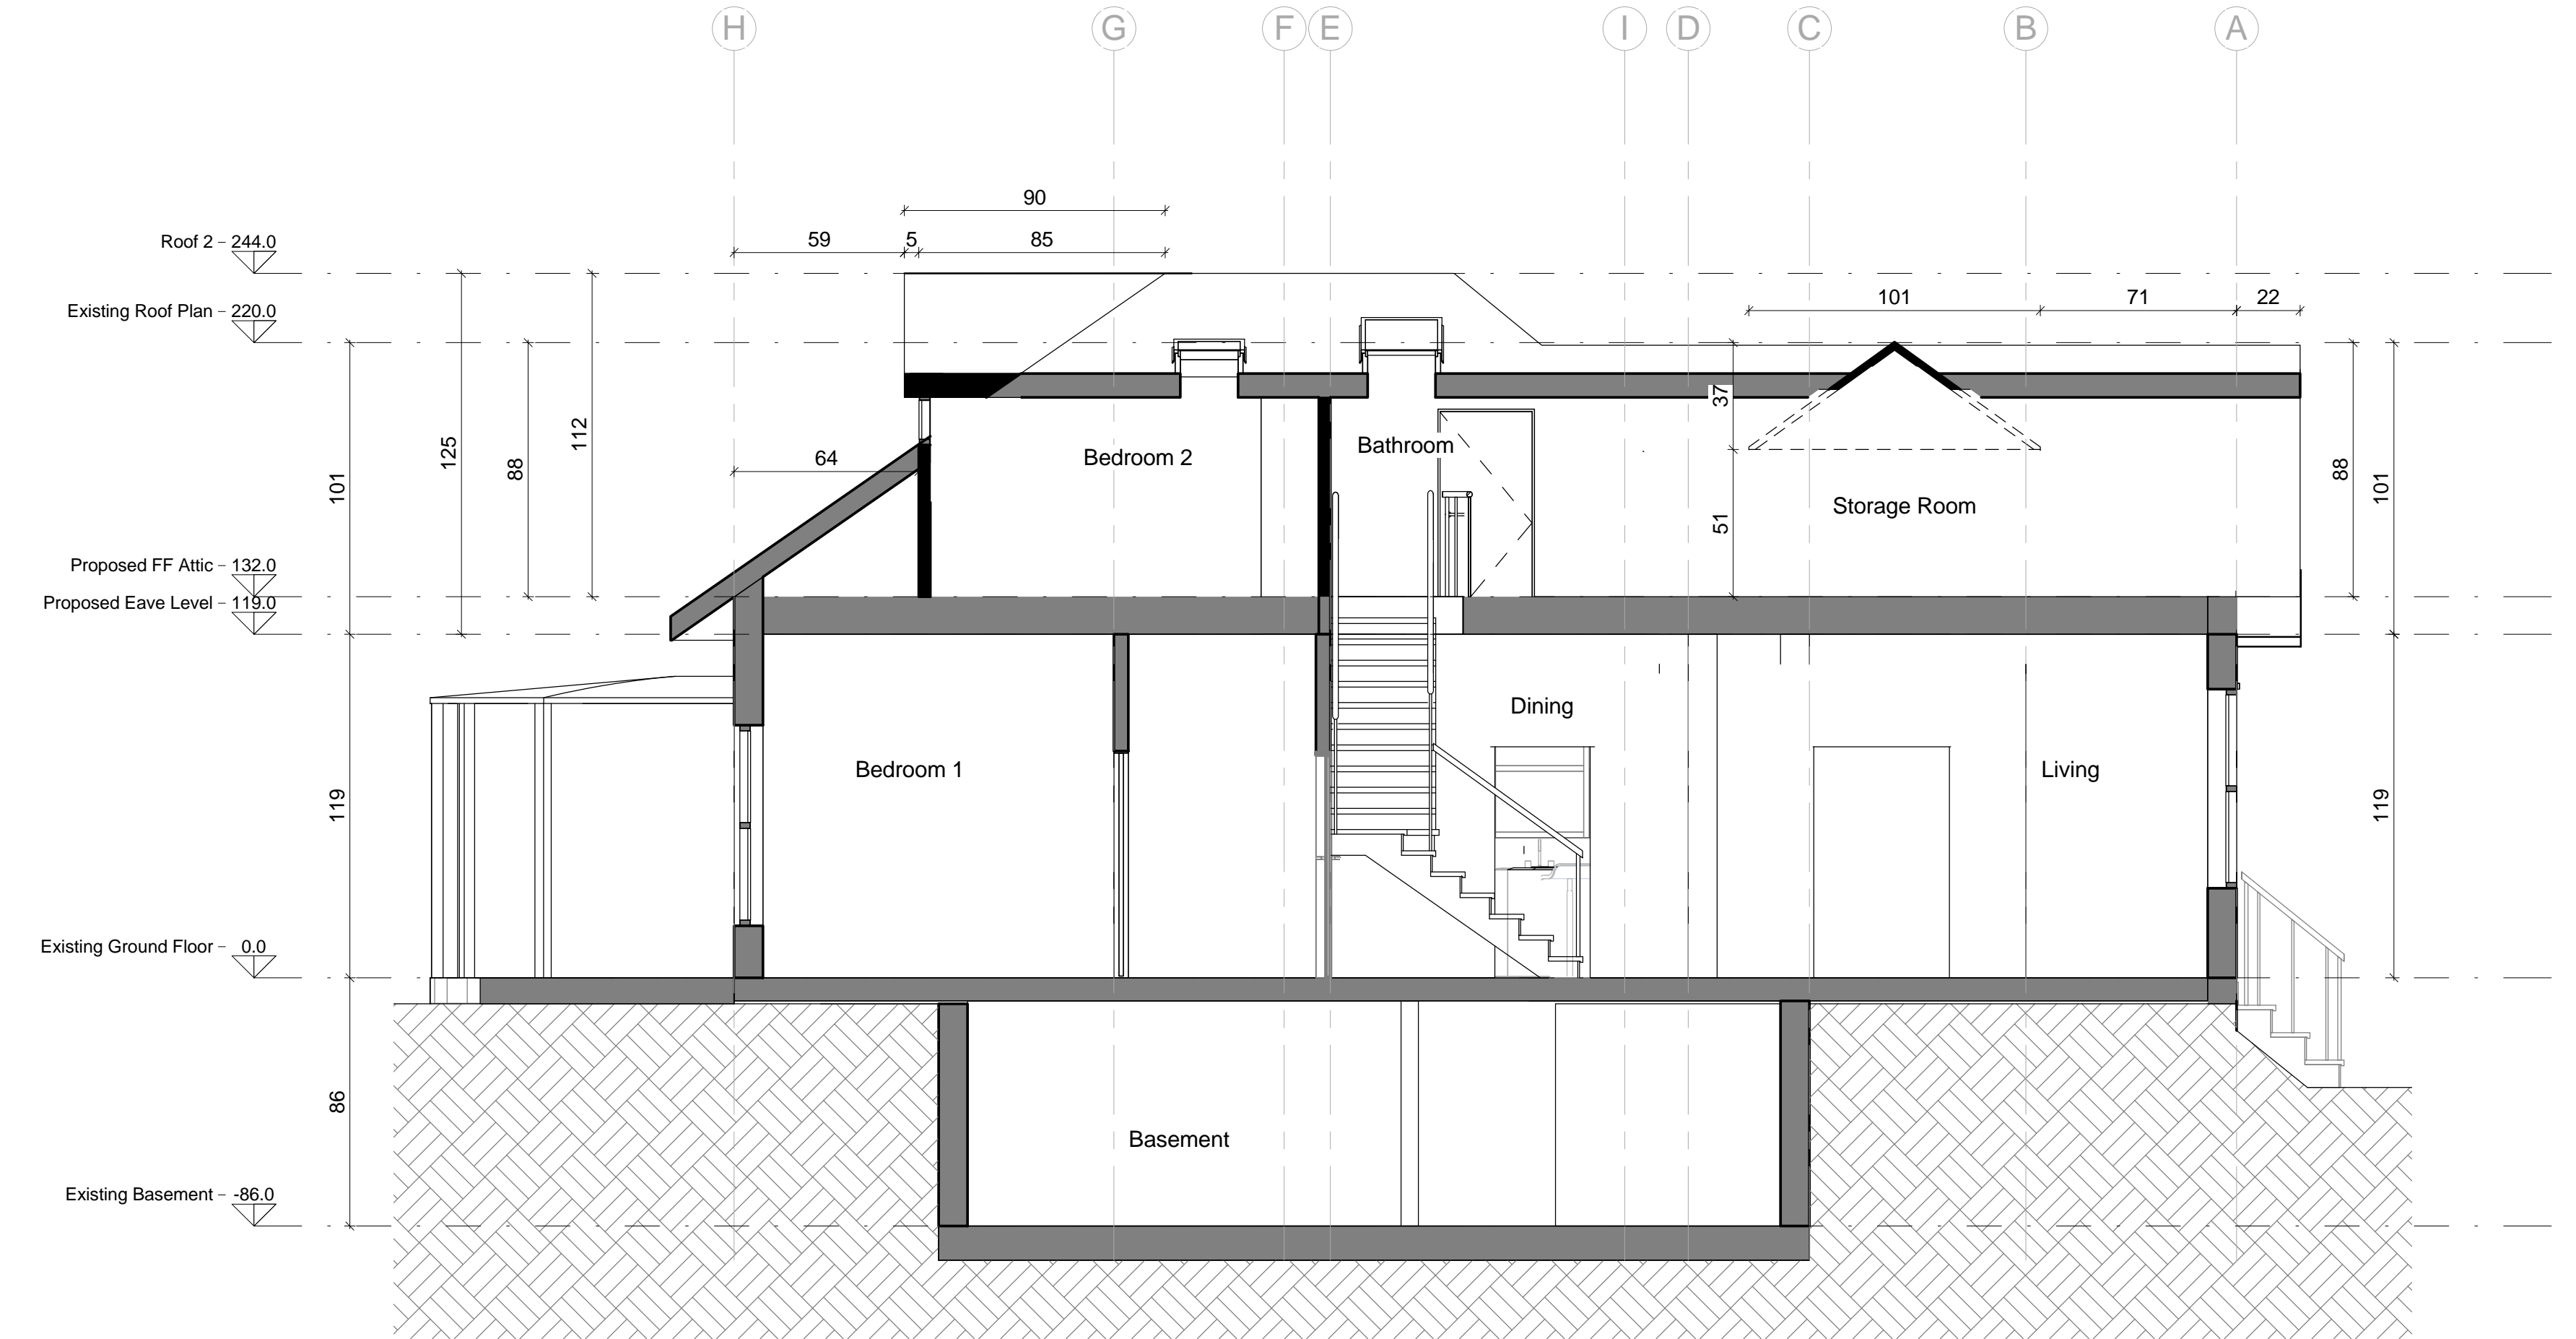 H G F E I D C B A
90
59 5 85
Roof 2 – 244.0
101 71 22
Existing Roof Plan – 220.0
37
Bathroom
Bedroom 2
125 88 112
64
101
88 101
Storage Room
51
Proposed FF Attic – 132.0
Proposed Eave Level – 119.0
Dining
Bedroom 1
Living
119
119
Existing Ground Floor – 0.0
86
Basement
Existing Basement – -86.0